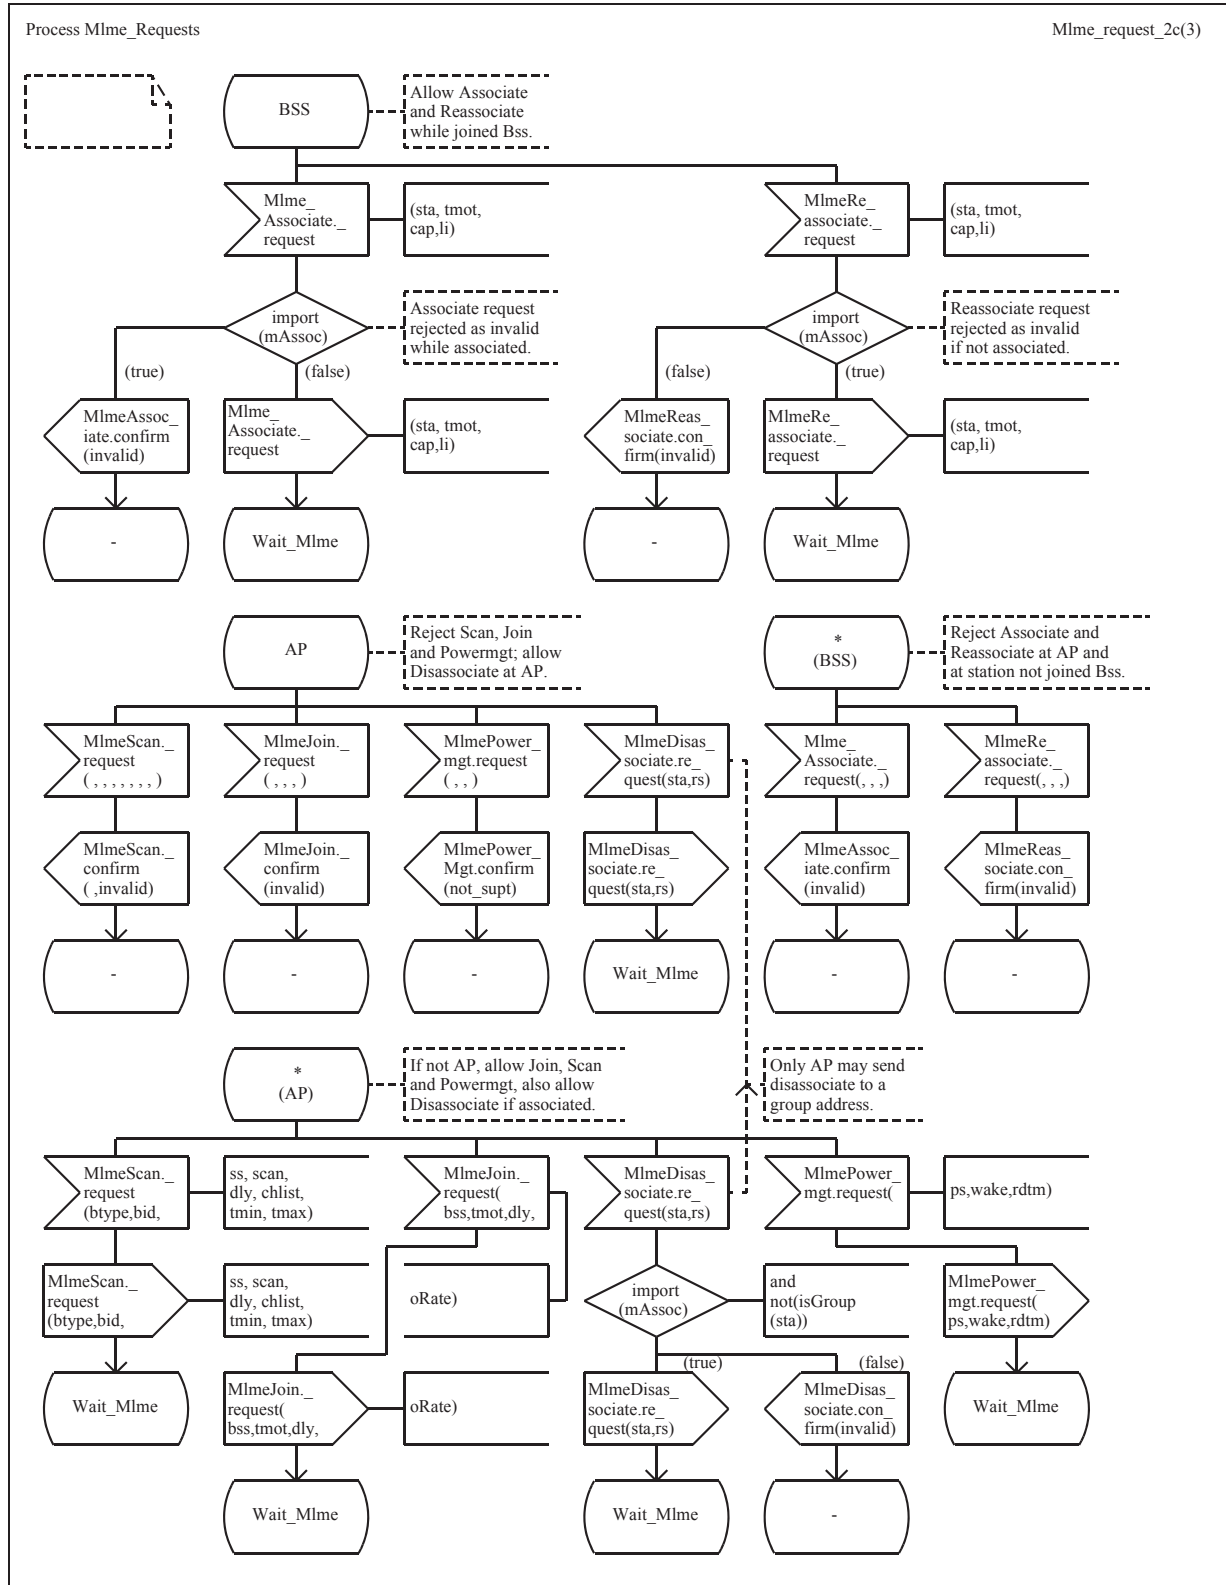 Process Mlme_Requests
Mlme_request_2c(3)
BSS
Allow Associate
and Reassociate
while joined Bss.
Mlme_
Associate._
request
(sta, tmot,
cap,li)
MlmeRe_
associate._
request
(sta, tmot,
cap,li)
import
(mAssoc)
Associate request
rejected as invalid
while associated.
import
(mAssoc)
Reassociate request
rejected as invalid
if not associated.
(true)
(false)
(false)
(true)
MlmeAssoc_
iate.confirm
(invalid)
Mlme_
Associate._
request
(sta, tmot,
cap,li)
MlmeReas_
sociate.con_
firm(invalid)
MlmeRe_
associate._
request
(sta, tmot,
cap,li)
-
Wait_Mlme
-
Wait_Mlme
AP
Reject Scan, Join
and Powermgt; allow
Disassociate at AP.
*
(BSS)
Reject Associate and
Reassociate at AP and
at station not joined Bss.
MlmeScan._
request
( , , , , , , , )
MlmeJoin._
request
( , , , )
MlmePower_
mgt.request
( , , )
MlmeDisas_
sociate.re_
quest(sta,rs)
Mlme_
Associate._
request(, , ,)
MlmeRe_
associate._
request(, , ,)
MlmeScan._
confirm
( ,invalid)
MlmeJoin._
confirm
(invalid)
MlmePower_
Mgt.confirm
(not_supt)
MlmeDisas_
sociate.re_
quest(sta,rs)
MlmeAssoc_
iate.confirm
(invalid)
MlmeReas_
sociate.con_
firm(invalid)
-
-
-
Wait_Mlme
-
-
*
(AP)
If not AP, allow Join, Scan
and Powermgt, also allow
Disassociate if associated.
Only AP may send
disassociate to a
group address.
MlmeScan._
request
(btype,bid,
ss, scan,
dly, chlist,
tmin, tmax)
MlmeJoin._
request(
bss,tmot,dly,
MlmeDisas_
sociate.re_
quest(sta,rs)
MlmePower_
mgt.request(
ps,wake,rdtm)
MlmeScan._
request
(btype,bid,
ss, scan,
dly, chlist,
tmin, tmax)
oRate)
import
(mAssoc)
and
not(isGroup
(sta))
MlmePower_
mgt.request(
ps,wake,rdtm)
(true)
(false)
Wait_Mlme
MlmeJoin._
request(
bss,tmot,dly,
oRate)
MlmeDisas_
sociate.re_
quest(sta,rs)
MlmeDisas_
sociate.con_
firm(invalid)
Wait_Mlme
Wait_Mlme
Wait_Mlme
-